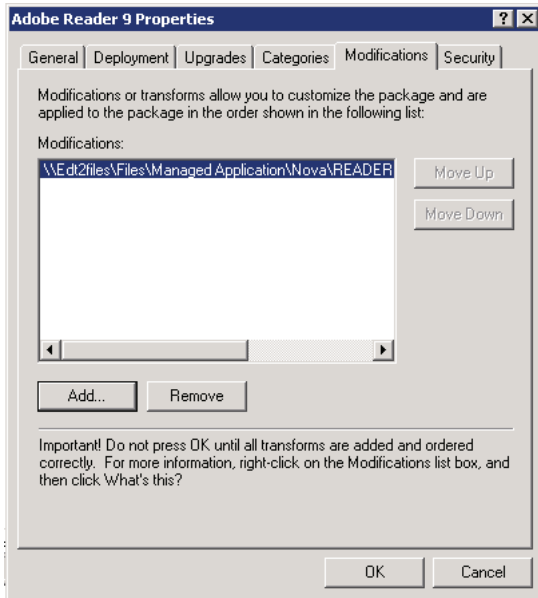 Adobe Reader 9 Properties
General Deployment Upgrades Categories Modifications Security
Modifications or transforms allow you to customize the package and are
applied to the package in the order shown in the following list:
Modifications:
\\Edt2files\Files\Managed Application\Nova\READER
Move Up
Move Down
Add...
Remove
Important! Do not press OK until all transforms are added and ordered
correctly. For more information, right-click on the Modifications list box, and
then click What's this?
OK
Cancel